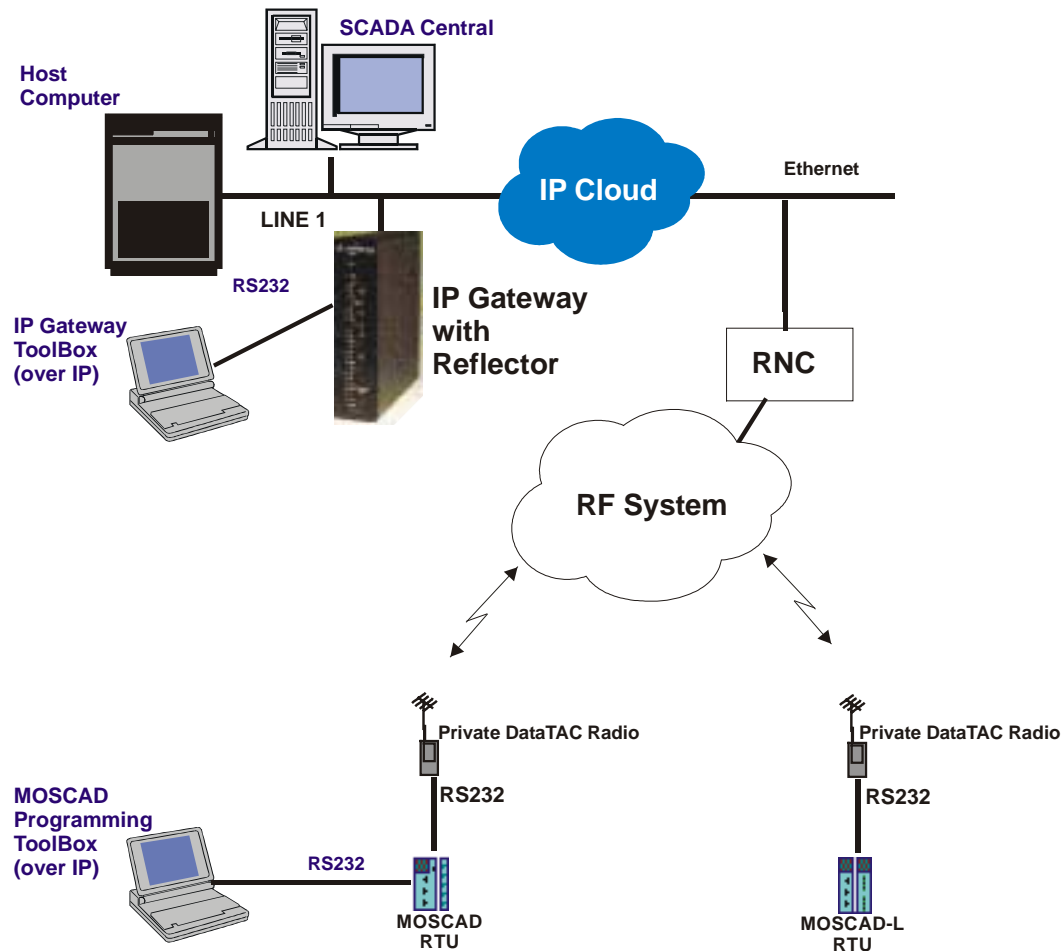 SCADA Central
Host
Computer
IP Cloud
Ethernet
LINE 1
RS232
IP Gateway
with
Reflector
IP Gateway
ToolBox
(over IP)
RNC
RF System
Private DataTAC Radio
Private DataTAC Radio
RS232
RS232
MOSCAD
Programming
ToolBox
(over IP)
RS232
MOSCAD
RTU
MOSCAD-L
RTU